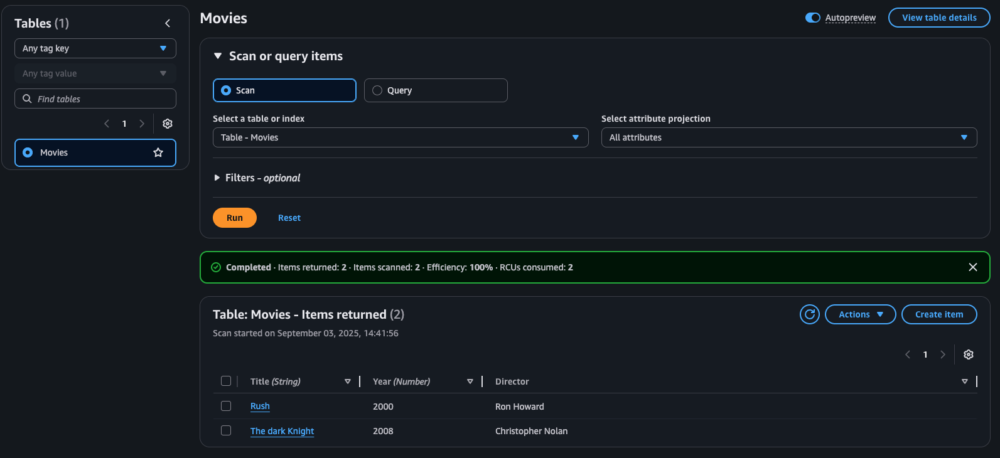 Tables (1)
Any tag key
Any tag value
Find tables
1
Movies
Movies
Autopreview
View table details
Scan or query items
Scan
Query
Select a table or index
Select attribute projection
Table - Movies
All attributes
Filters - optional
Run
Reset
Completed · Items returned: 2 · Items scanned: 2 · Efficiency: 100% · RCUs consumed: 2
Table: Movies - Items returned (2)
Actions
Create item
Scan started on September 03, 2025, 14:41:56
1
Title (String) Year (Number) Director
Rush 2000 Ron Howard
The dark Knight 2008 Christopher Nolan